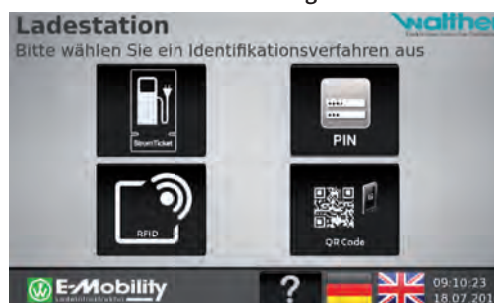 Ladestation
walther
Bitte wählen Sie ein Identifikationsverfahren aus
StromTicket
PIN
RFID
QR Code
E-Mobility
Ladeinfrastruktur
?
09:10:23
18.07.201